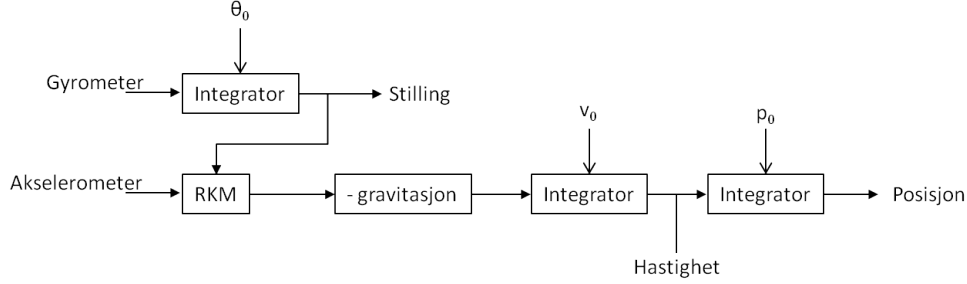 θ₀
Gyrometer
Integrator
Stilling
v₀
p₀
Akselerometer
RKM
- gravitasjon
Integrator
Integrator
Posisjon
Hastighet